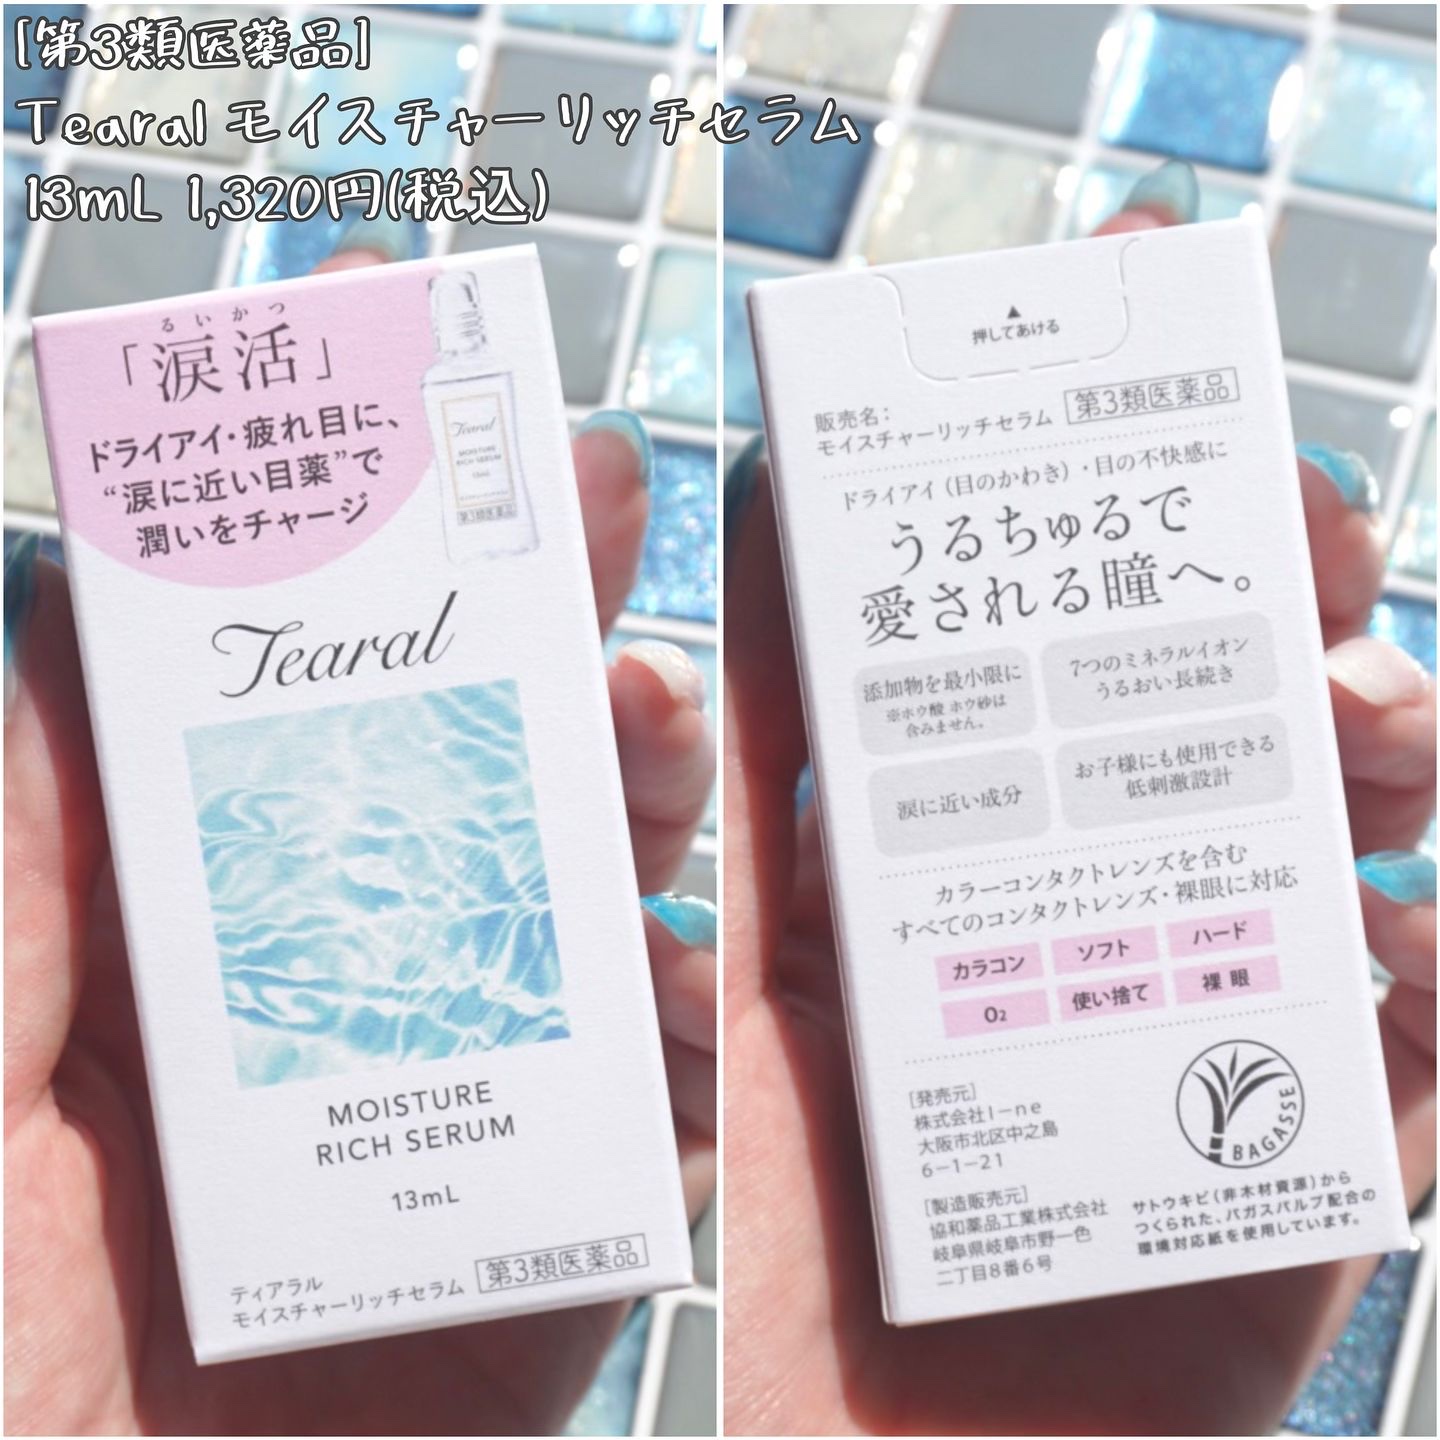 [第3類医薬品]
Tearal モイスチャーリッチセラム
13mL 1,320円(税込)
るいかつ
「涙活」
ドライアイ・疲れ目に、
“涙に近い目薬”で
潤いをチャージ
Tearal
MOISTURE
RICH SERUM
13mL
第3類医薬品
Tearal
MOISTURE
RICH SERUM
13mL
ティアラル
モイスチャーリッチセラム 第3類医薬品
▲
押してあける
販売名：
モイスチャーリッチセラム 第3類医薬品
ドライアイ（目のかわき）・目の不快感に
うるちゅるで
愛される瞳へ。
添加物を最小限に
※ホウ酸 ホウ砂は
含みません。
7つのミネラルイオン
うるおい長続き
涙に近い成分
お子様にも使用できる
低刺激設計
カラーコンタクトレンズを含む
すべてのコンタクトレンズ・裸眼に対応
カラコン ソフト ハード
O2 使い捨て 裸眼
[発売元]
株式会社I－ne
大阪市北区中之島
6－1－21
[製造販売元]
協和薬品工業株式会社
岐阜県岐阜市野一色
二丁目8番6号
BAGASSE
サトウキビ（非木材資源）から
つくられた、バガスパルプ配合の
環境対応紙を使用しています。